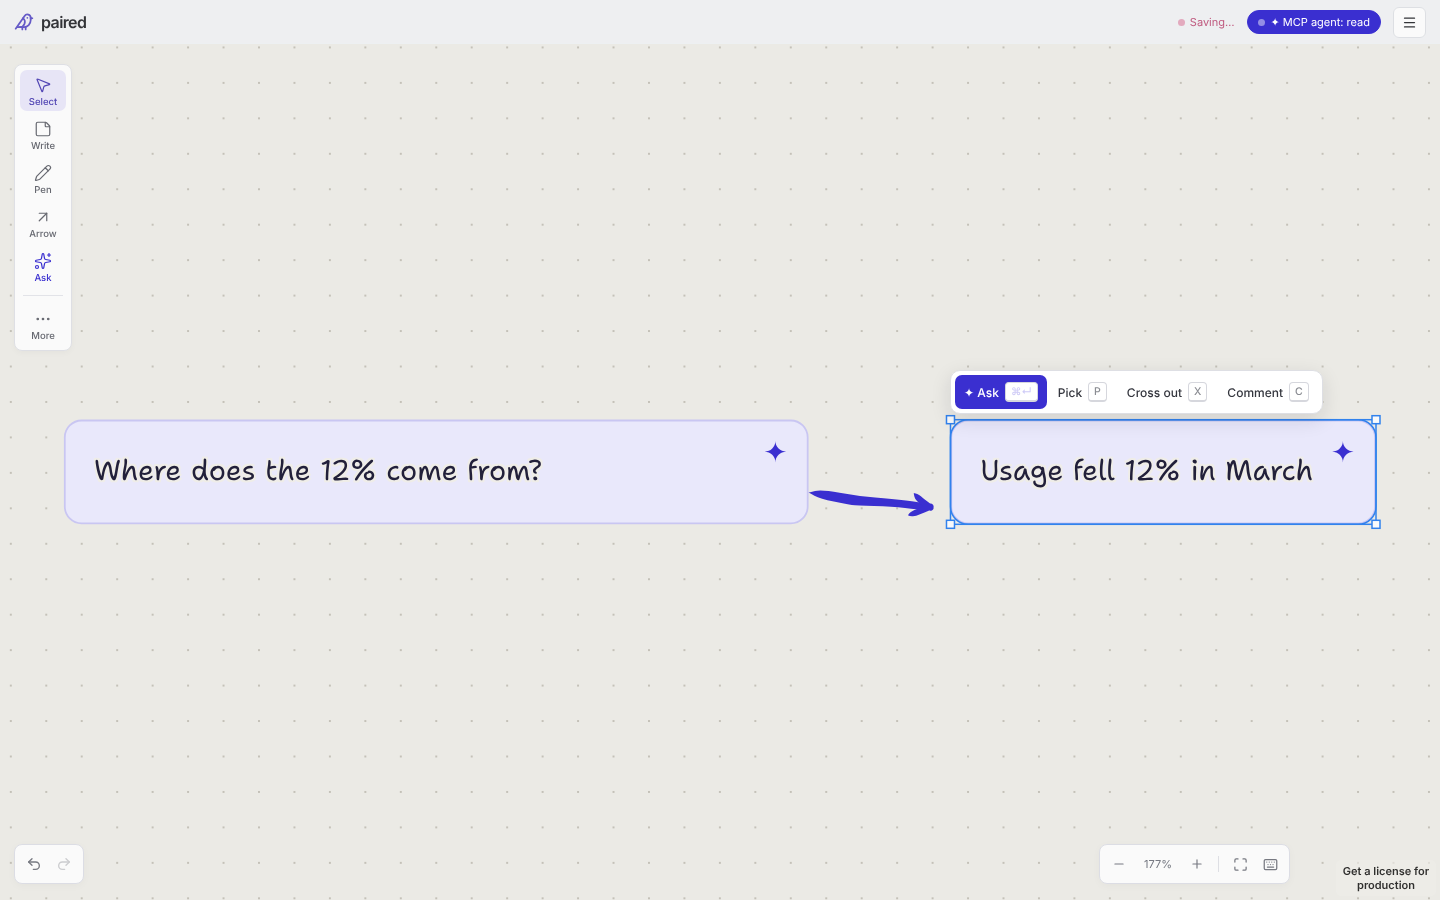 paired
Saving...
✦ MCP agent: read
Select
Write
Pen
Arrow
Ask
More
✦ Ask ⌘↵
Pick P
Cross out X
Comment C
Where does the 12% come from?
Usage fell 12% in March
177%
Get a license for
production